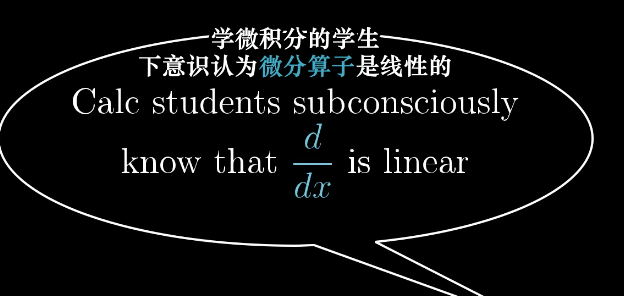 学微积分的学生
下意识认为微分算子是线性的
Calc students subconsciously
know that d/dx is linear